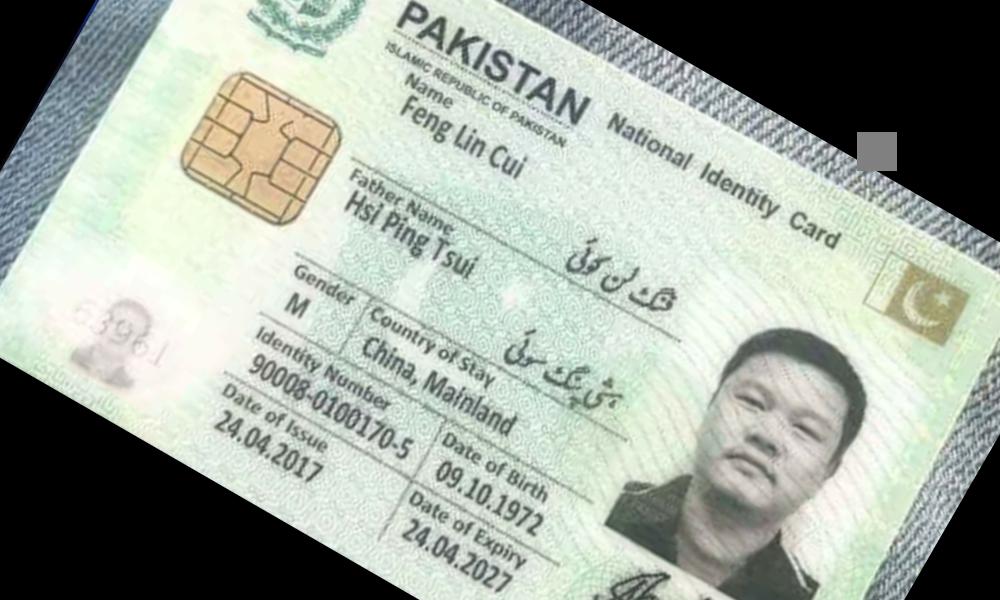 PAKISTAN National Identity Card
ISLAMIC REPUBLIC OF PAKISTAN
Name
Feng Lin Cui
فنگ لن کوئی
Father Name
Hsi Ping Tsui
ہشی پنگ سوئی
Gender
M
Country of Stay
China, Mainland
Identity Number
90008-0100170-5
Date of Birth
09.10.1972
Date of Issue
24.04.2017
Date of Expiry
24.04.2027